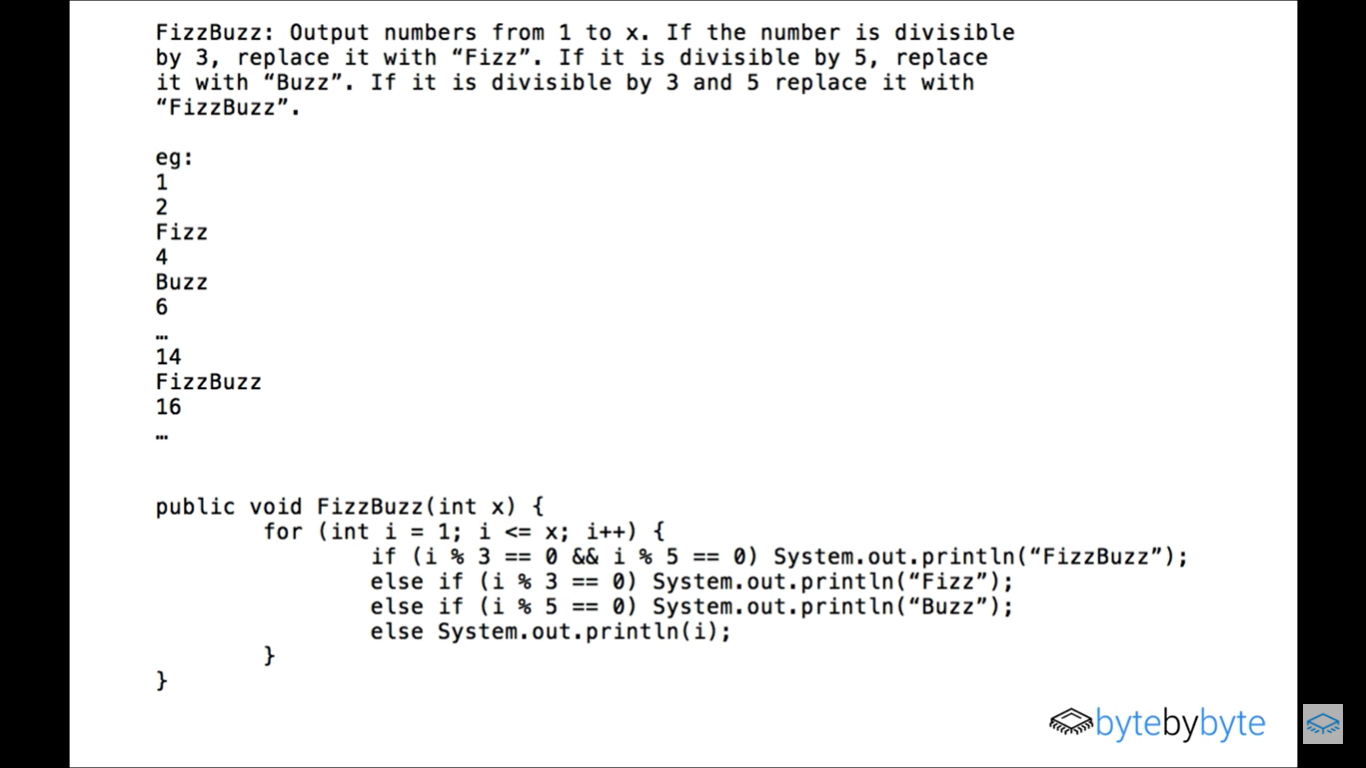 FizzBuzz: Output numbers from 1 to x. If the number is divisible
by 3, replace it with “Fizz”. If it is divisible by 5, replace
it with “Buzz”. If it is divisible by 3 and 5 replace it with
“FizzBuzz”.
eg:
1
2
Fizz
4
Buzz
6
…
14
FizzBuzz
16
…
public void FizzBuzz(int x) {
for (int i = 1; i <= x; i++) {
if (i % 3 == 0 && i % 5 == 0) System.out.println(“FizzBuzz”);
else if (i % 3 == 0) System.out.println(“Fizz”);
else if (i % 5 == 0) System.out.println(“Buzz”);
else System.out.println(i);
}
}
bytebybyte